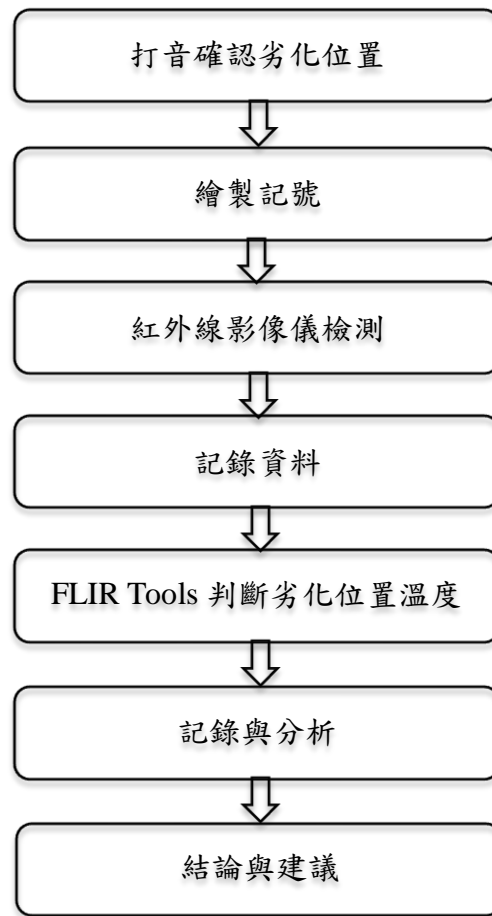 打音確認劣化位置
繪製記號
紅外線影像儀檢測
記錄資料
FLIR Tools 判斷劣化位置溫度
記錄與分析
結論與建議